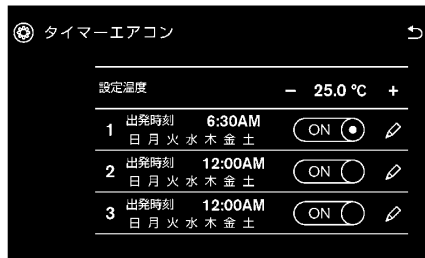 タイマーエアコン
設定温度 − 25.0 ℃ +
1 出発時刻 6:30AM ON
日 月 火 水 木 金 土
2 出発時刻 12:00AM ON
日 月 火 水 木 金 土
3 出発時刻 12:00AM ON
日 月 火 水 木 金 土